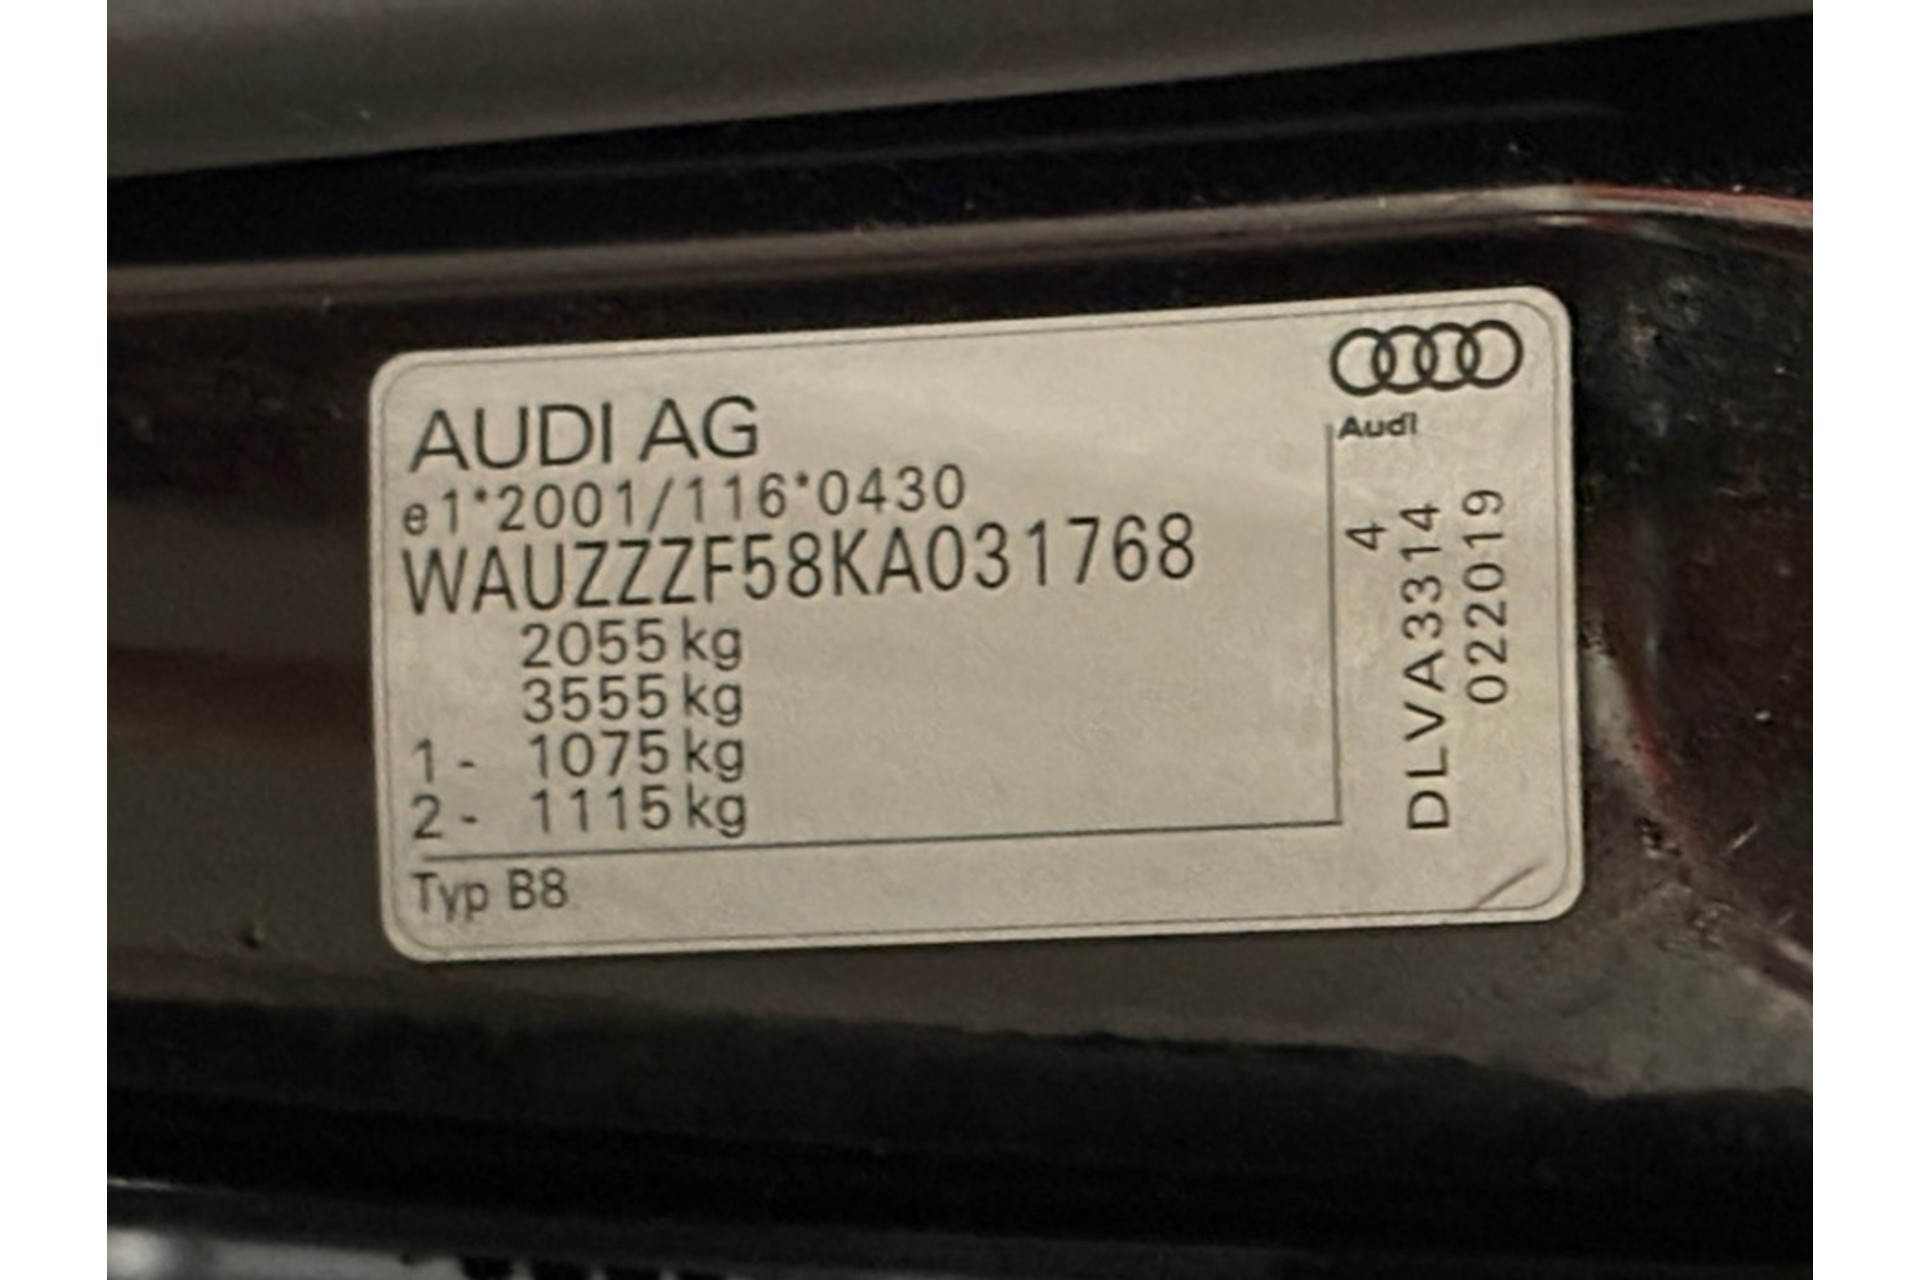 AUDI AG
e1*2001/116*0430
WAUZZZF58KA031768
2055 kg
3555 kg
1- 1075 kg
2- 1115 kg
Typ B8
Audi
4
DLVA3314
022019